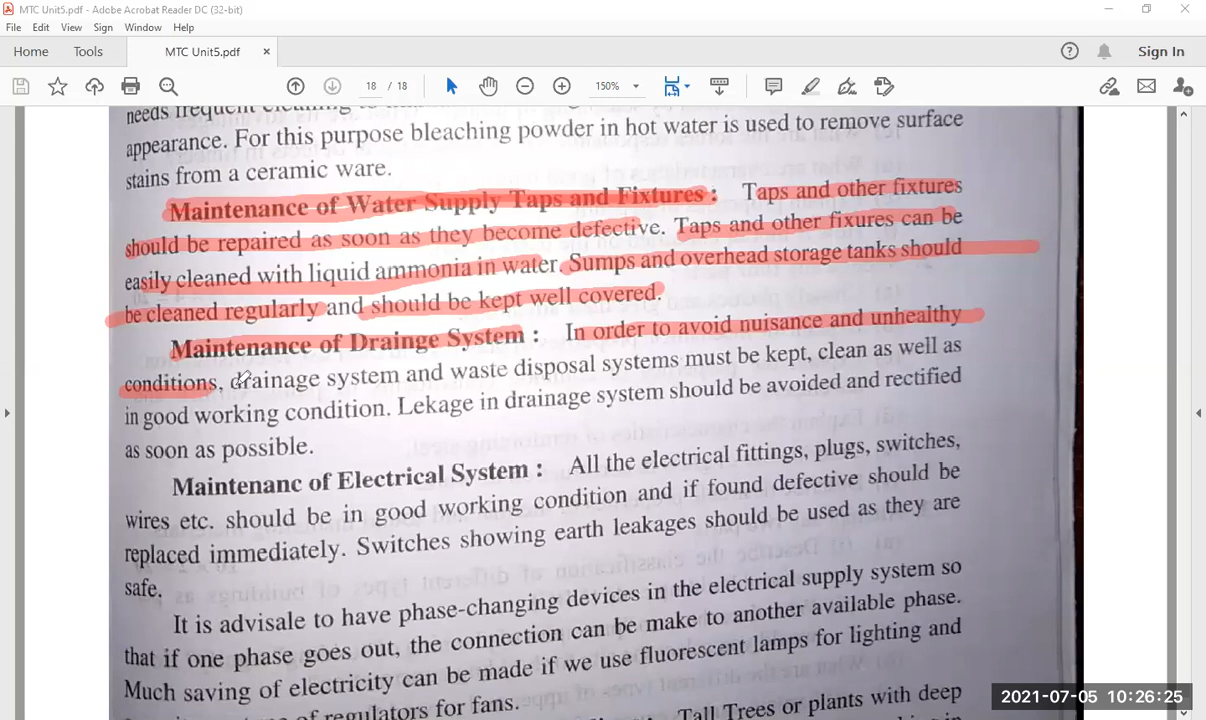 MTC Unit5.pdf - Adobe Acrobat Reader DC (32-bit)
File Edit View Sign Window Help
Home Tools MTC Unit5.pdf × Sign In
18 / 18 150%
needs frequent cleaning to
appearance. For this purpose bleaching powder in hot water is used to remove surface
stains from a ceramic ware.
Maintenance of Water Supply Taps and Fixtures : Taps and other fixtures
should be repaired as soon as they become defective. Taps and other fixtures can be
easily cleaned with liquid ammonia in water. Sumps and overhead storage tanks should
be cleaned regularly and should be kept well covered.
Maintenance of Drainge System : In order to avoid nuisance and unhealthy
conditions, drainage system and waste disposal systems must be kept, clean as well as
in good working condition. Lekage in drainage system should be avoided and rectified
as soon as possible.
Maintenanc of Electrical System : All the electrical fittings, plugs, switches,
wires etc. should be in good working condition and if found defective should be
replaced immediately. Switches showing earth leakages should be used as they are
safe.
It is advisale to have phase-changing devices in the electrical supply system so
that if one phase goes out, the connection can be make to another available phase.
Much saving of electricity can be made if we use fluorescent lamps for lighting and
of regulators for fans.
Tall Trees or plants with deep
2021-07-05 10:26:25